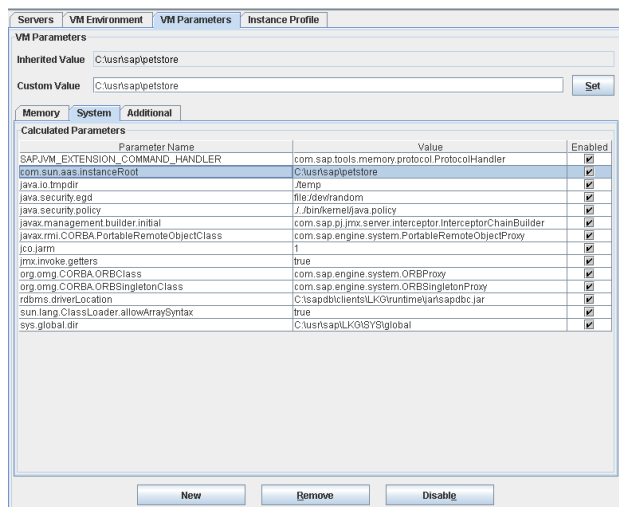 Servers VM Environment VM Parameters Instance Profile
VM Parameters
Inherited Value C:\usr\sap\petstore
Custom Value C:\usr\sap\petstore Set
Memory System Additional
Calculated Parameters
Parameter Name Value Enabled
SAPJVM_EXTENSION_COMMAND_HANDLER com.sap.tools.memory.protocol.ProtocolHandler
com.sun.aas.instanceRoot C:\usr\sap\petstore
java.io.tmpdir ./temp
java.security.egd file:/dev/random
java.security.policy ./../bin/kernel/java.policy
javax.management.builder.initial com.sap.pj.jmx.server.interceptor.InterceptorChainBuilder
javax.rmi.CORBA.PortableRemoteObjectClass com.sap.engine.system.PortableRemoteObjectProxy
jco.jarm 1
jmx.invoke.getters true
org.omg.CORBA.ORBClass com.sap.engine.system.ORBProxy
org.omg.CORBA.ORBSingletonClass com.sap.engine.system.ORBSingletonProxy
rdbms.driverLocation C:\sapdb\clients\LKG\runtime\jar\sapdbc.jar
sun.lang.ClassLoader.allowArraySyntax true
sys.global.dir C:\usr\sap\LKG\SYS\global
New Remove Disable